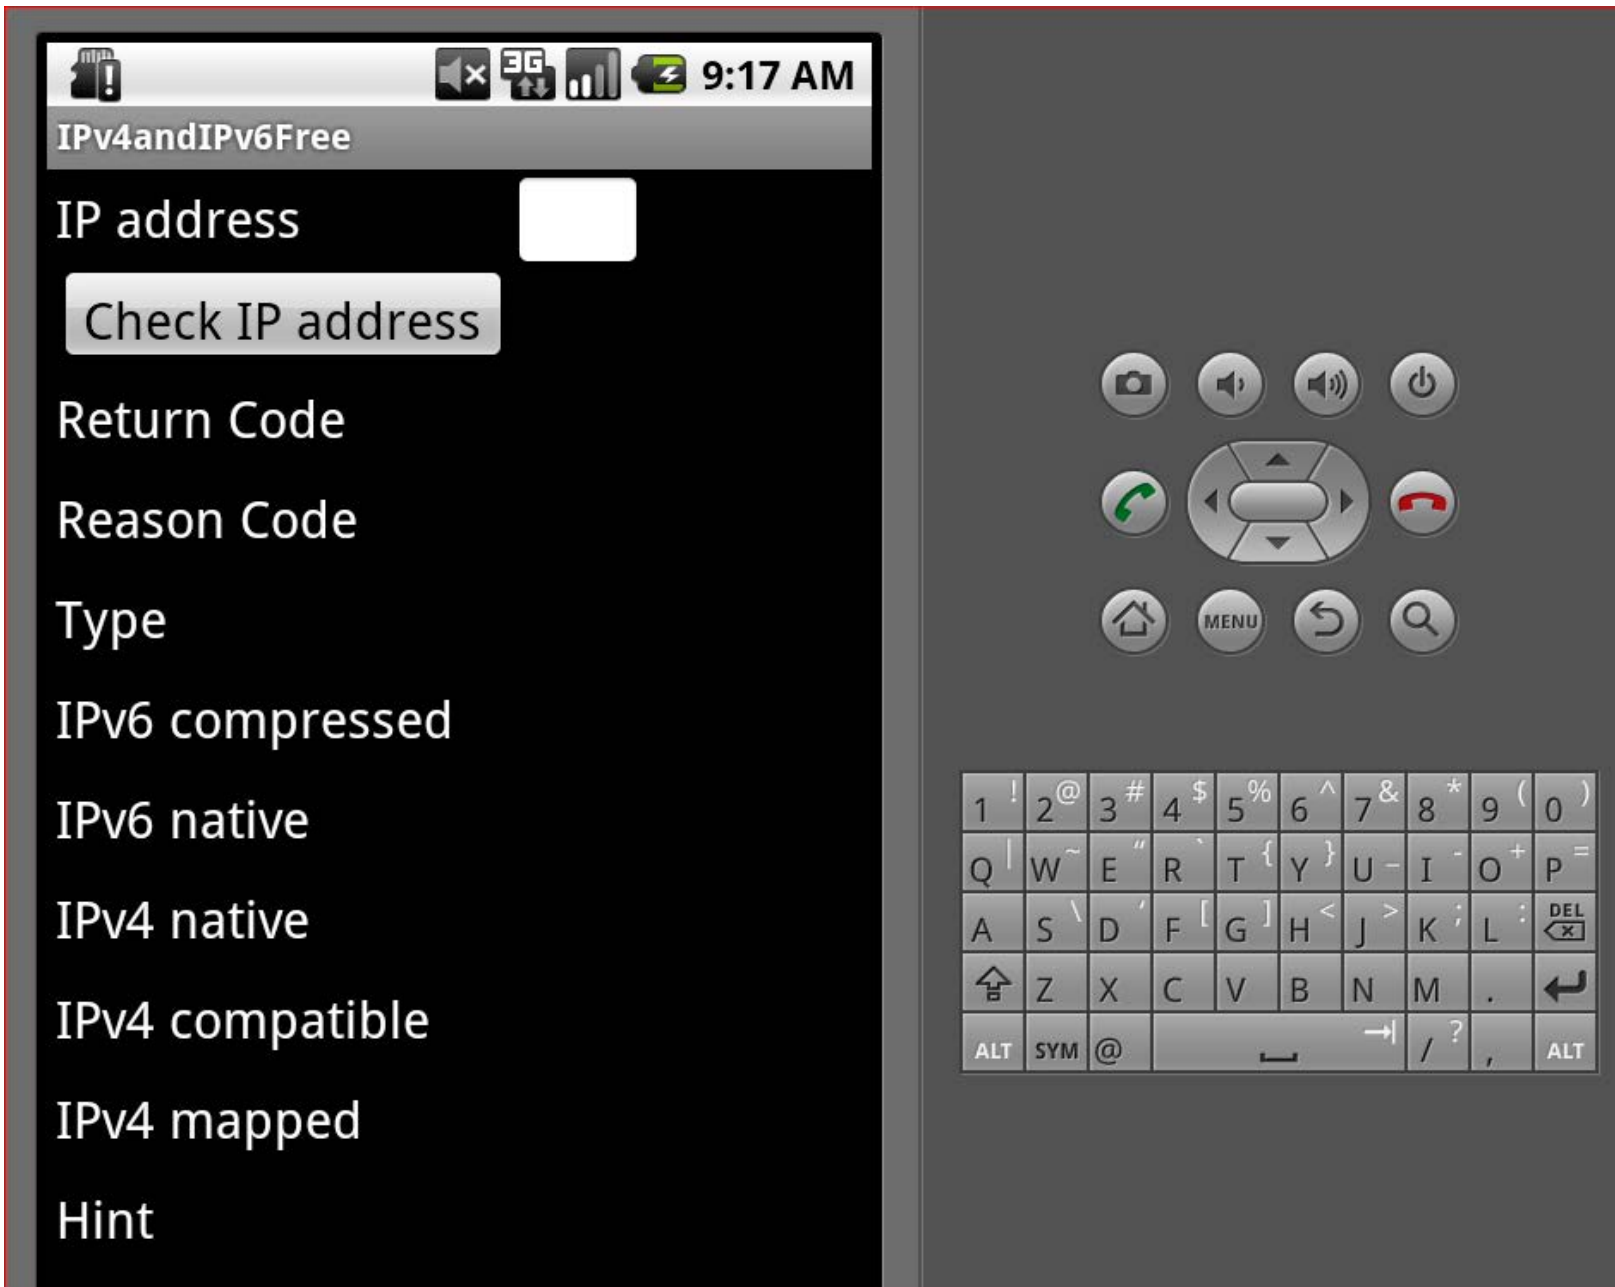 9:17 AM
3G
IPv4andIPv6Free
IP address
Check IP address
Return Code
Reason Code
Type
IPv6 compressed
IPv6 native
IPv4 native
IPv4 compatible
IPv4 mapped
Hint
MENU
1 ! 2 @ 3 # 4 $ 5 % 6 ^ 7 & 8 * 9 ( 0 )
Q | W ~ E “ R ` T { Y } U _ I - O + P =
A S \ D ‘ F [ G ] H < J > K ; L : DEL
Z X C V B N M .
ALT SYM @ / ? , ALT